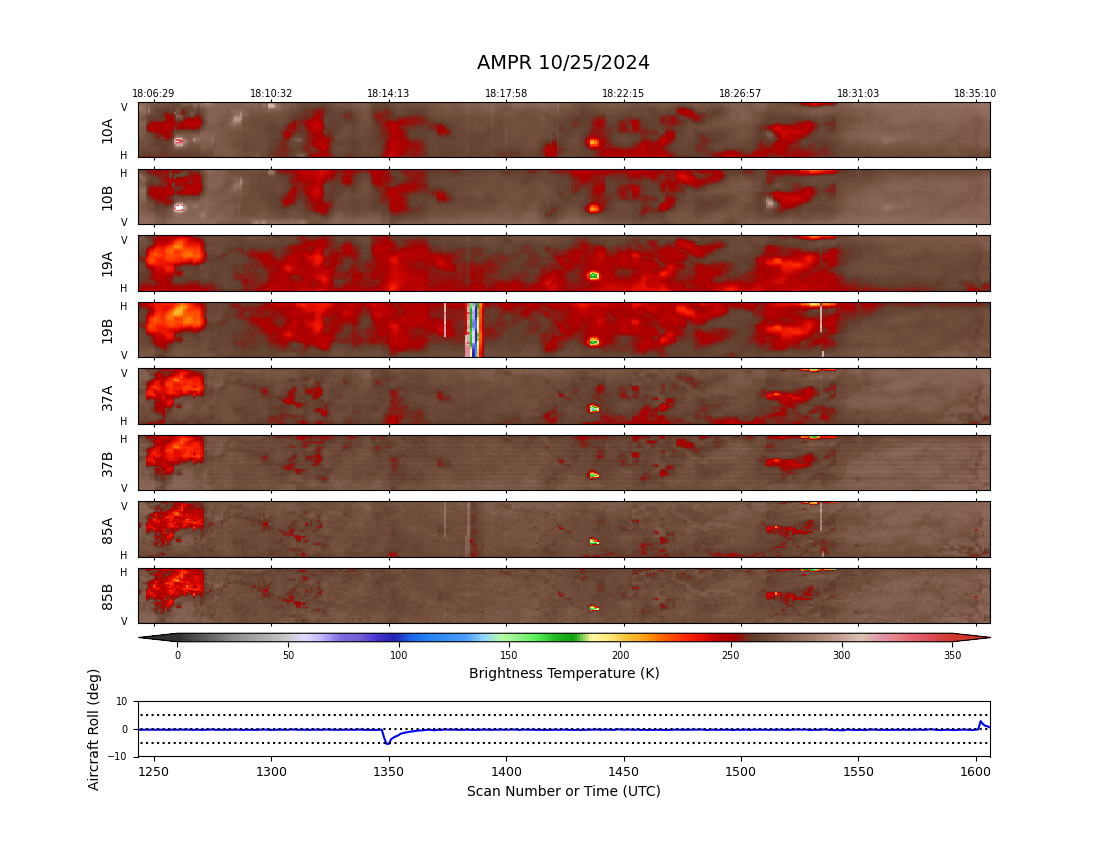 AMPR 10/25/2024
18:06:29 18:10:32 18:14:13 18:17:58 18:22:15 18:26:57 18:31:03 18:35:10
V
10A
H
H
10B
V
V
19A
H
H
19B
V
V
37A
H
H
37B
V
V
85A
H
H
85B
V
0 50 100 150 200 250 300 350
Brightness Temperature (K)
Aircraft Roll (deg)
10
0
−10
1250 1300 1350 1400 1450 1500 1550 1600
Scan Number or Time (UTC)